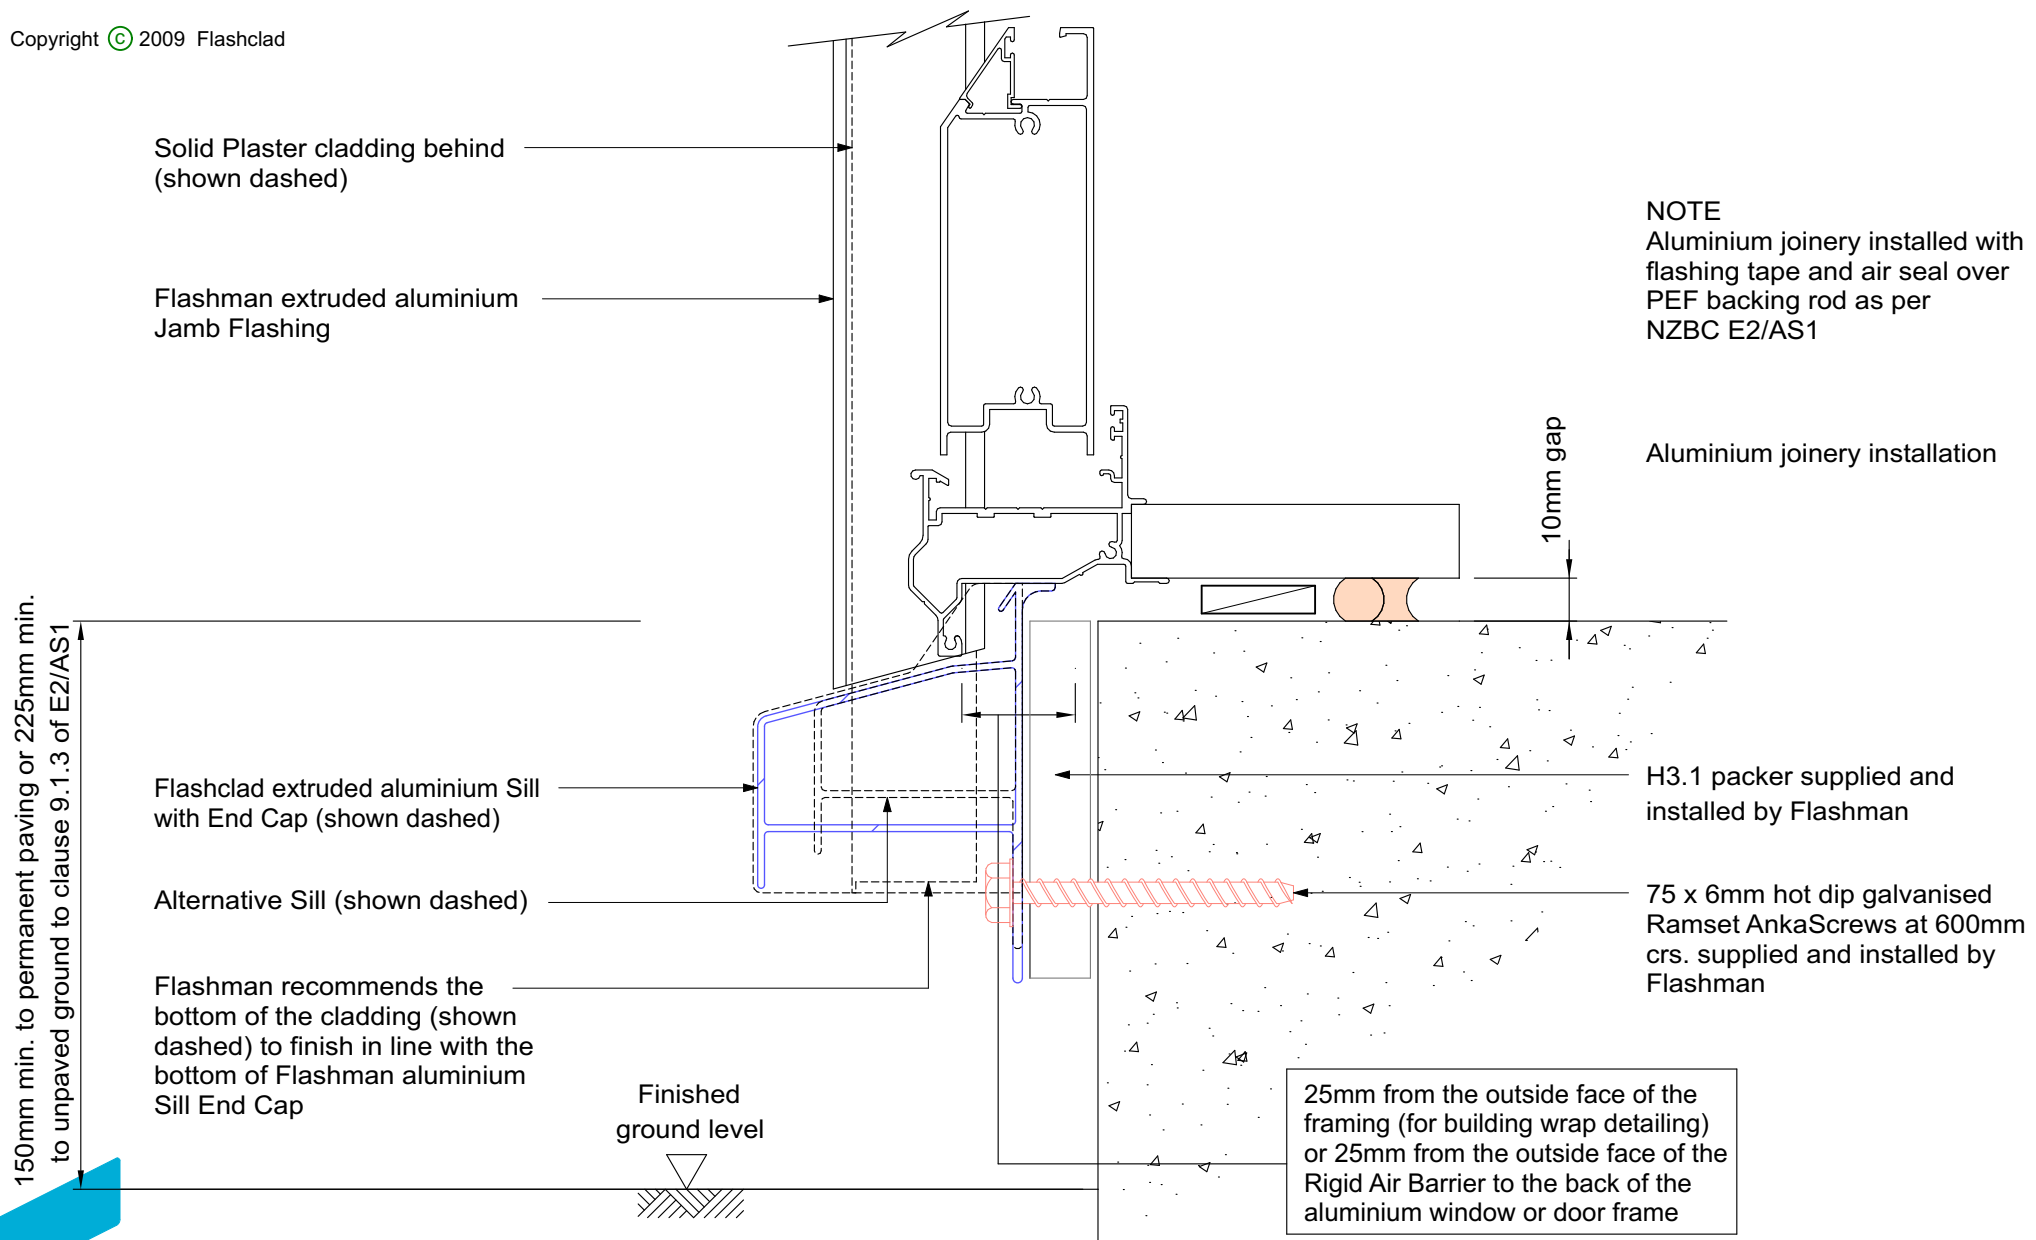 Copyright © 2009 Flashclad
Solid Plaster cladding behind
(shown dashed)
Flashman extruded aluminium
Jamb Flashing
NOTE
Aluminium joinery installed with
flashing tape and air seal over
PEF backing rod as per
NZBC E2/AS1
Aluminium joinery installation
10mm gap
150mm min. to permanent paving or 225mm min.
to unpaved ground to clause 9.1.3 of E2/AS1
Flashclad extruded aluminium Sill
with End Cap (shown dashed)
Alternative Sill (shown dashed)
Flashman recommends the
bottom of the cladding (shown
dashed) to finish in line with the
bottom of Flashman aluminium
Sill End Cap
Finished
ground level
H3.1 packer supplied and
installed by Flashman
75 x 6mm hot dip galvanised
Ramset AnkaScrews at 600mm
crs. supplied and installed by
Flashman
25mm from the outside face of the
framing (for building wrap detailing)
or 25mm from the outside face of the
Rigid Air Barrier to the back of the
aluminium window or door frame